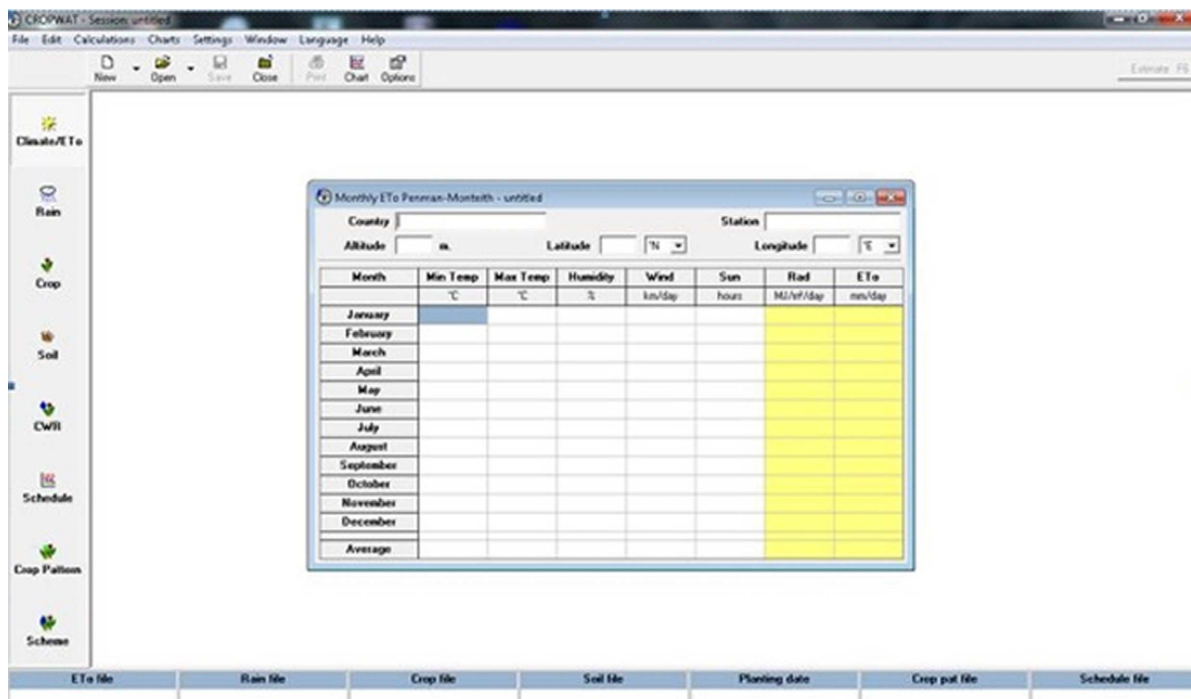 CROPWAT - Session: untitled
File Edit Calculations Charts Settings Window Language Help
New Open Save Close Print Chart Options Estimate F6
Climate/ETo
Rain
Crop
Soil
CWR
Schedule
Crop Pattern
Scheme
Monthly ETo Penman-Monteith - untitled
Country Station
Altitude m. Latitude °N Longitude °E
Month Min Temp Max Temp Humidity Wind Sun Rad ETo
°C °C % km/day hours MJ/m²/day mm/day
January
February
March
April
May
June
July
August
September
October
November
December
Average
ETo file Rain file Crop file Soil file Planting date Crop pat file Schedule file